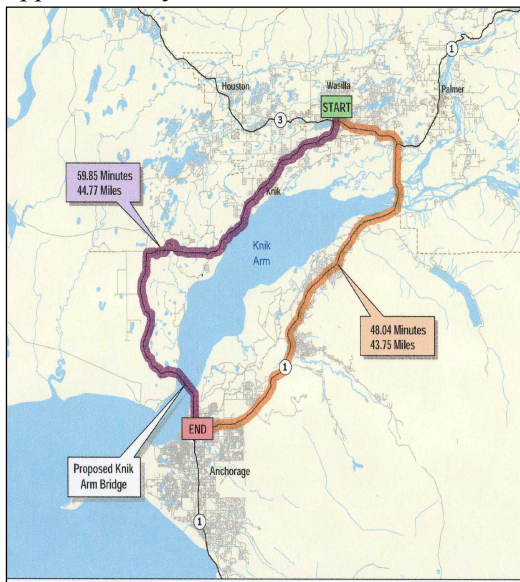 1
Houston
Wasilla
Palmer
START
3
59.85 Minutes
44.77 Miles
Knik
Knik
Arm
48.04 Minutes
43.75 Miles
1
END
Proposed Knik
Arm Bridge
Anchorage
1